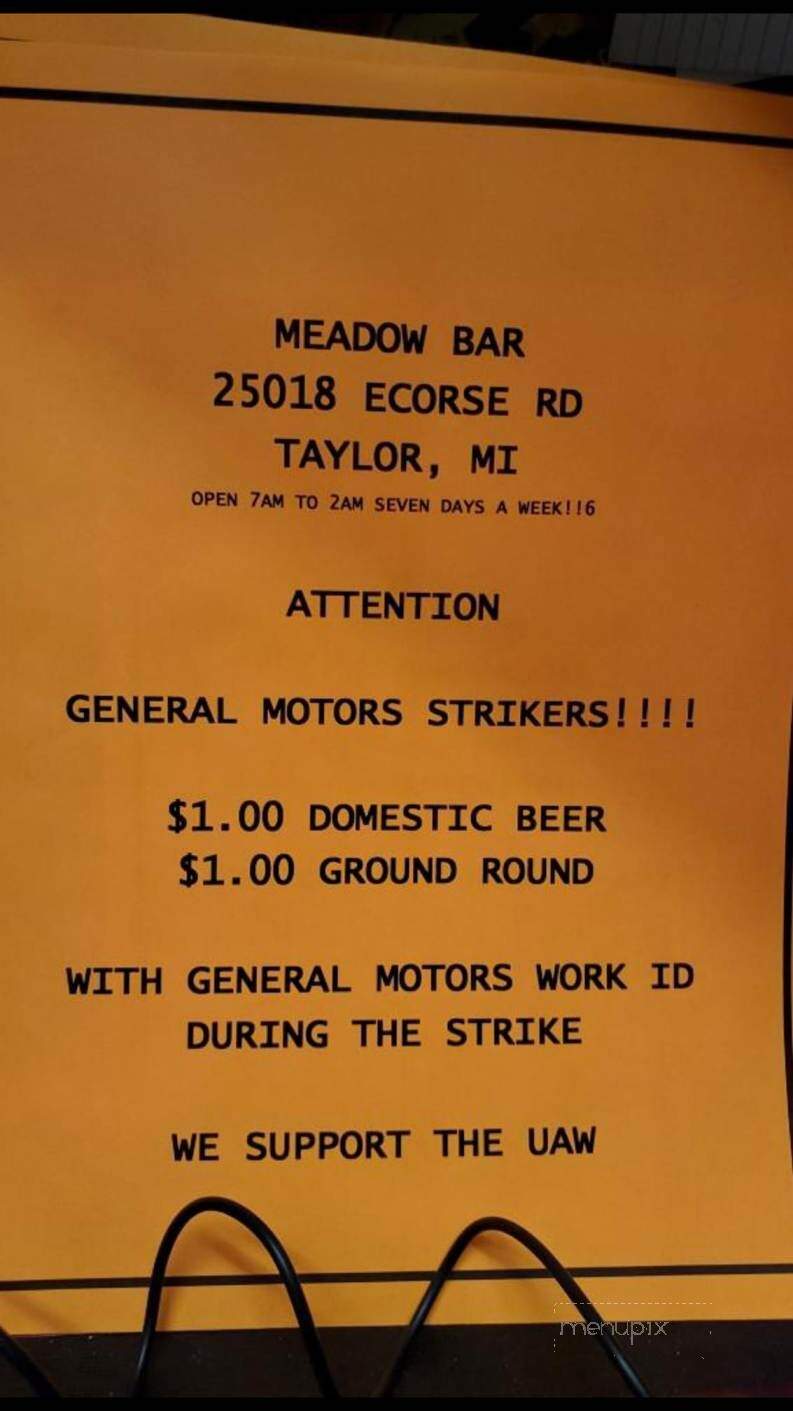 MEADOW BAR
25018 ECORSE RD
TAYLOR, MI
OPEN 7AM TO 2AM SEVEN DAYS A WEEK!!6
ATTENTION
GENERAL MOTORS STRIKERS!!!!
$1.00 DOMESTIC BEER
$1.00 GROUND ROUND
WITH GENERAL MOTORS WORK ID
DURING THE STRIKE
WE SUPPORT THE UAW
menupix